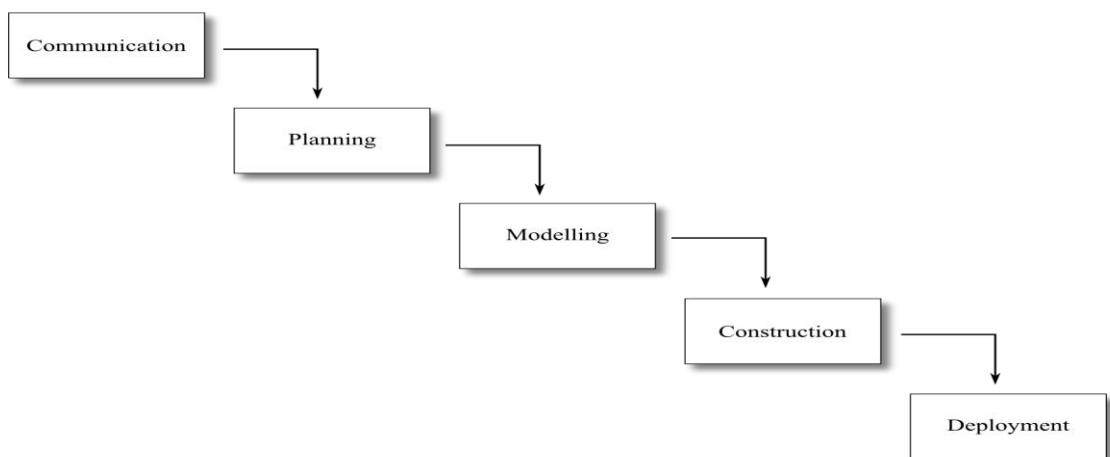 Communication
Planning
Modelling
Construction
Deployment